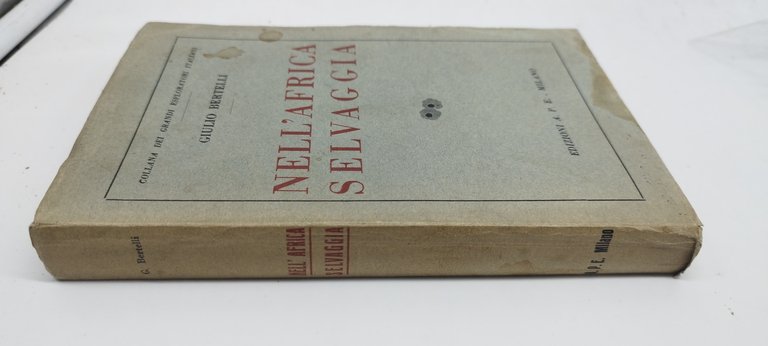 COLLANA DEI GRANDI ESPLORATORI ITALIANI
GIULIO BERTELLI
NELL'AFRICA
SELVAGGIA
EDIZIONI A. P. E. MILANO
G. Bertelli
NELL' AFRICA
SELVAGGIA
A.P.E. Milano